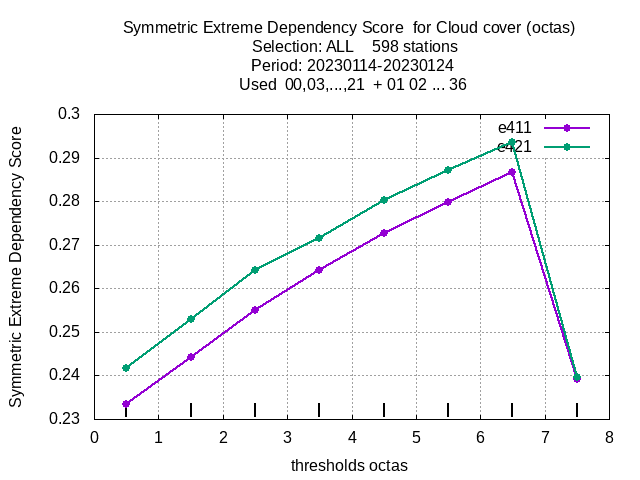 Symmetric Extreme Dependency Score  for Cloud cover (octas)
Selection: ALL    598 stations
Period: 20230114-20230124
Used  00,03,...,21  + 01 02 ... 36
Symmetric Extreme Dependency Score
0.3
0.29
0.28
0.27
0.26
0.25
0.24
0.23
e411
e421
0 1 2 3 4 5 6 7 8
thresholds octas